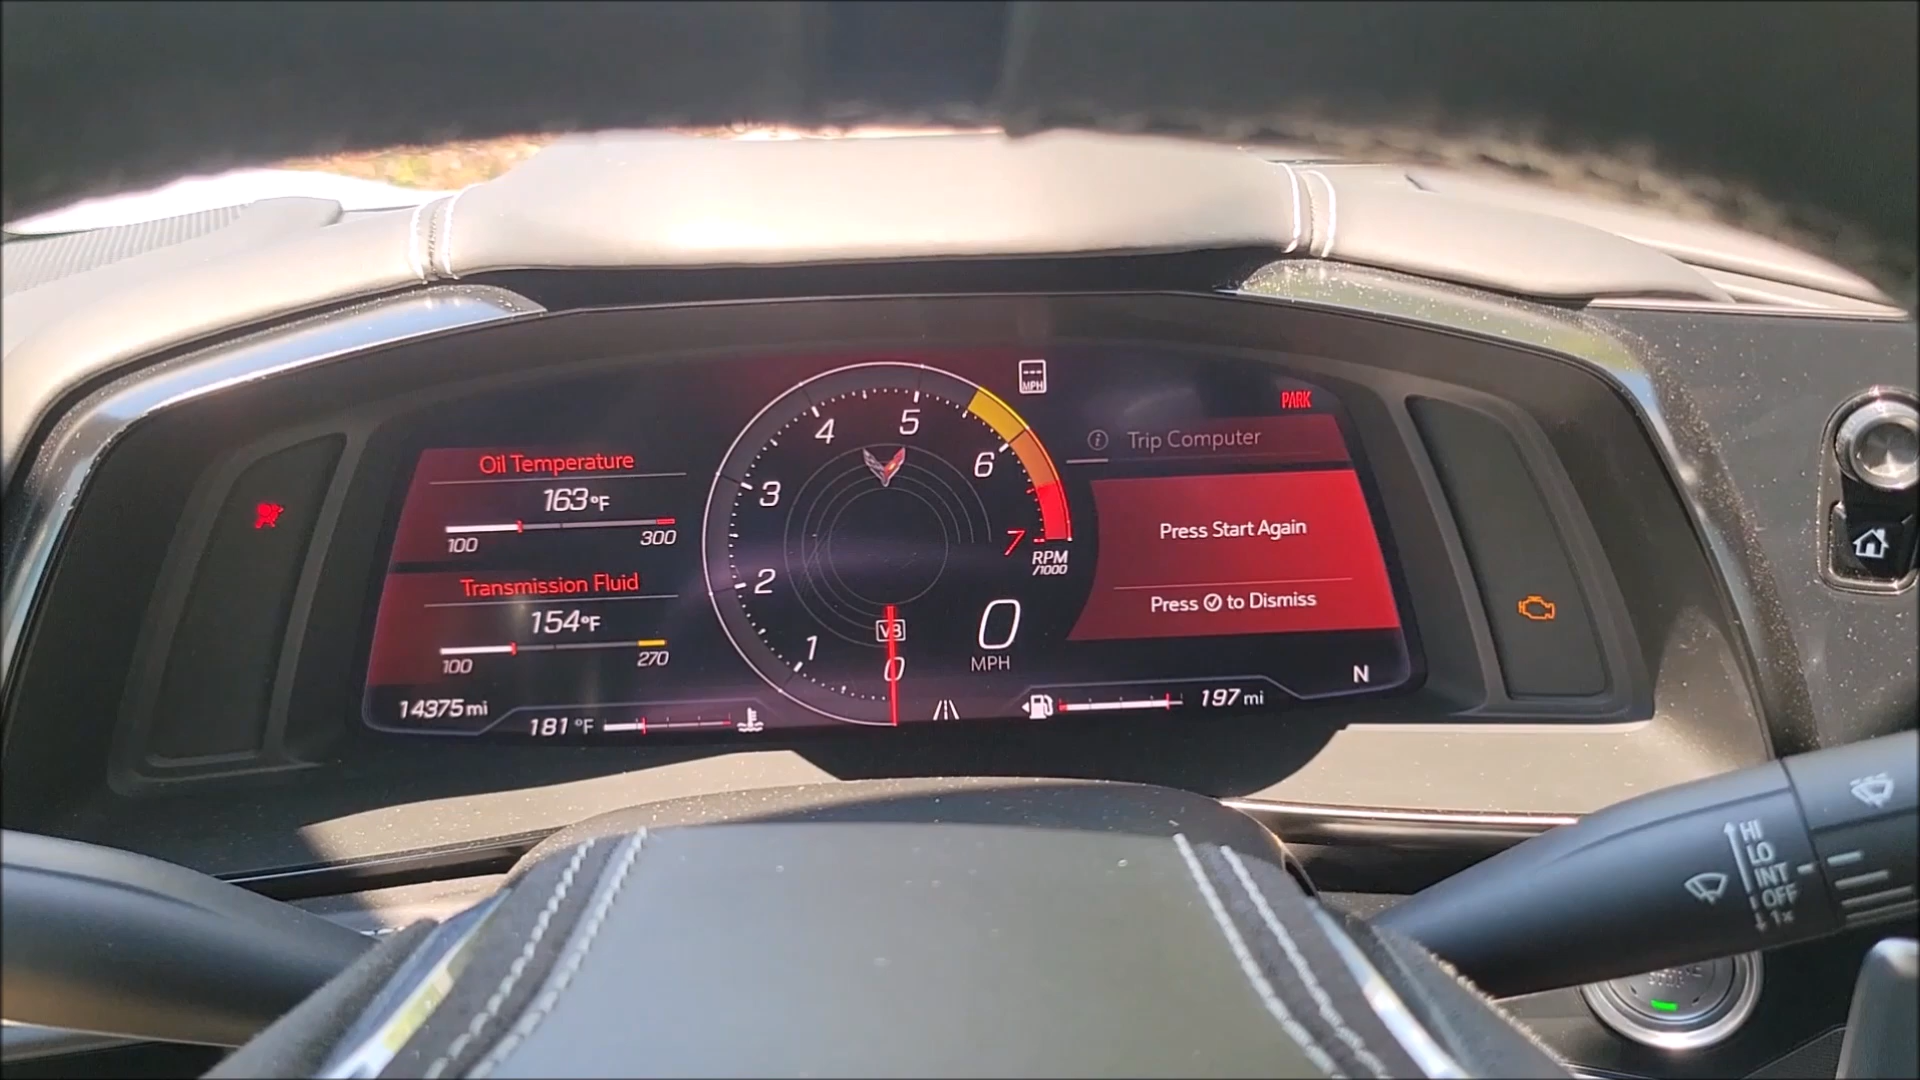 --- 
MPH
PARK
Trip Computer
Oil Temperature
163°F
100 300
Transmission Fluid
154°F
100 270
14375 mi
181 °F
0
1
2
3
4
5
6
7
RPM
/1000
V8
0
MPH
Press Start Again
Press to Dismiss
N
197 mi
HI
LO
INT
OFF
1x